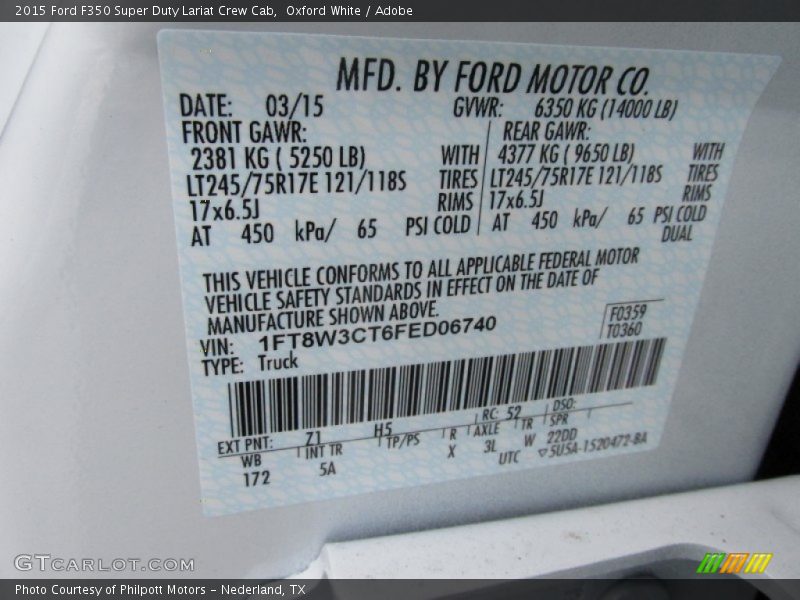 2015 Ford F350 Super Duty Lariat Crew Cab, Oxford White / Adobe
MFD. BY FORD MOTOR CO.
DATE: 03/15 GVWR: 6350 KG (14000 LB)
FRONT GAWR: REAR GAWR:
2381 KG ( 5250 LB) WITH 4377 KG ( 9650 LB) WITH
LT245/75R17E 121/118S TIRES LT245/75R17E 121/118S TIRES
17x6.5J RIMS 17x6.5J RIMS
AT 450 kPa/ 65 PSI COLD AT 450 kPa/ 65 PSI COLD
DUAL
THIS VEHICLE CONFORMS TO ALL APPLICABLE FEDERAL MOTOR
VEHICLE SAFETY STANDARDS IN EFFECT ON THE DATE OF
MANUFACTURE SHOWN ABOVE.
VIN: 1FT8W3CT6FED06740 F0359
TYPE: Truck T0360
EXT PNT: Z1 H5 RC: 52 DSO:
WB INT TR TP/PS R AXLE TR SPR
172 5A X 3L W 22DD
UTC ▽5U5A-1520472-BA
GTCARLOT.COM
Photo Courtesy of Philpott Motors – Nederland, TX